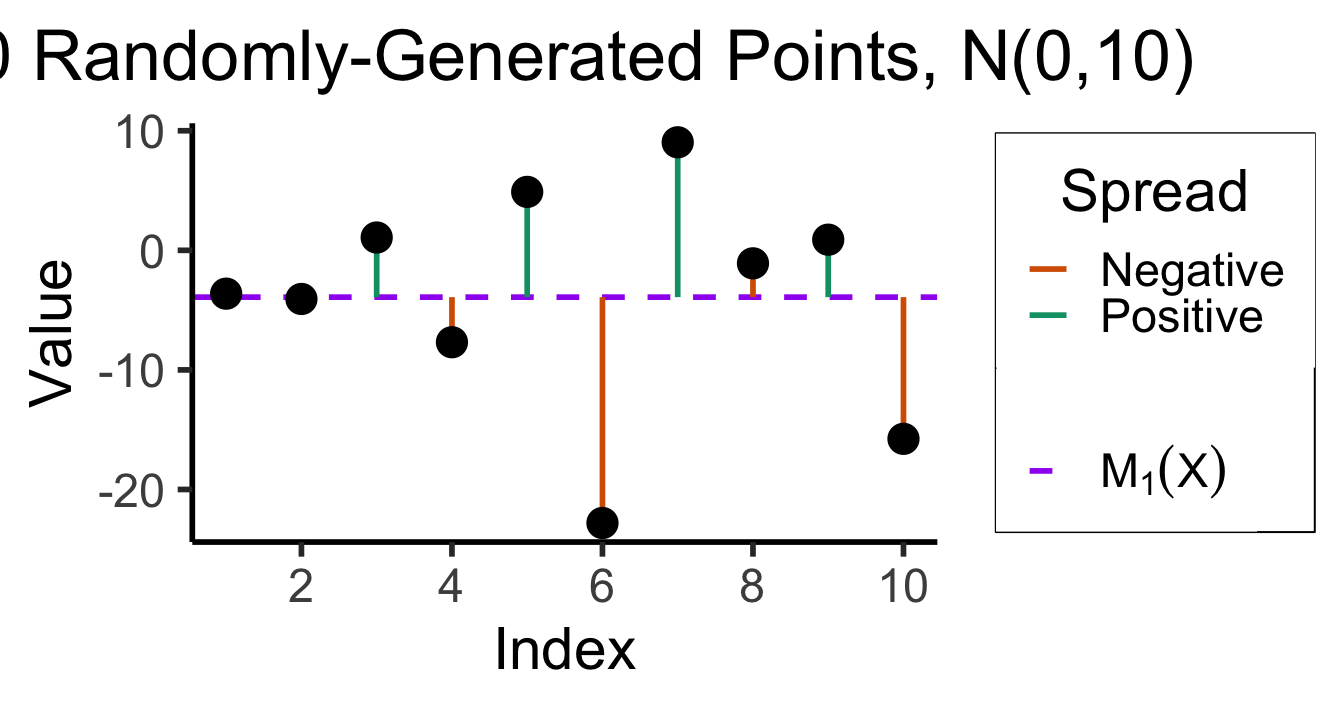 0 Randomly-Generated Points, N(0,10)
10
0
-10
-20
Value
2 4 6 8 10
Index
Spread
Negative
Positive
M₁(X)